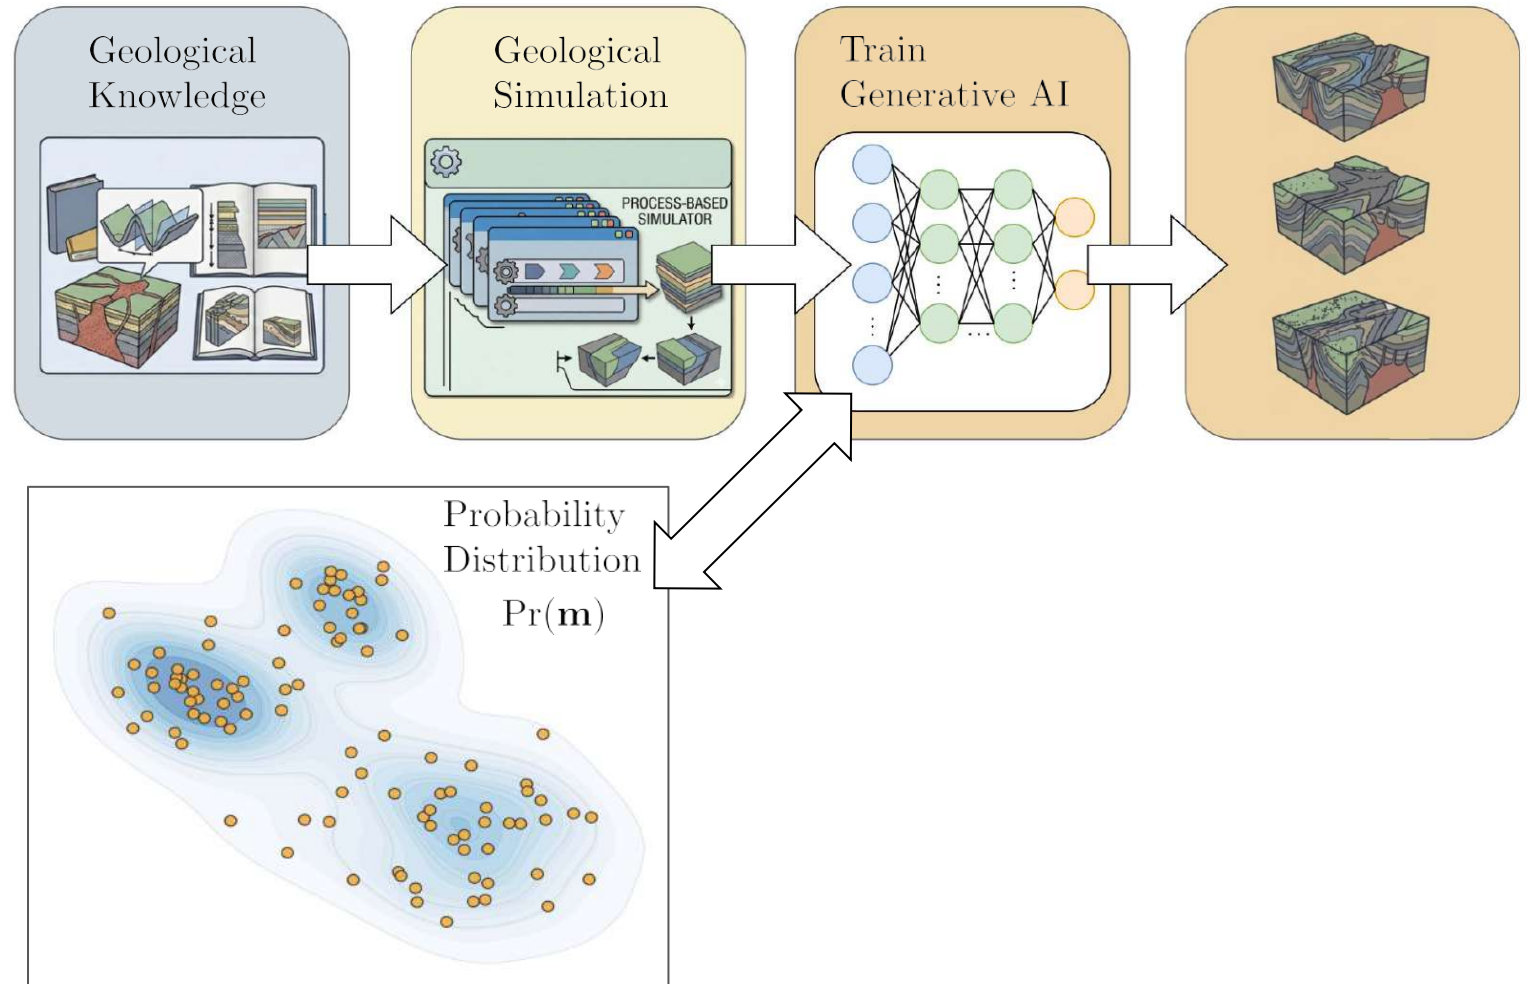 Geological
Knowledge
Geological
Simulation
PROCESS-BASED
SIMULATOR
Train
Generative AI
Probability
Distribution
Pr(m)